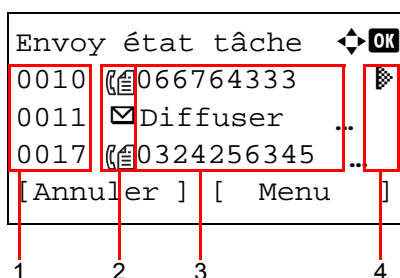 Envoy état tâche OK
0010 066764333
0011 Diffuser ...
0017 0324256345 ...
[Annuler ] [ Menu ]
1 2 3 4